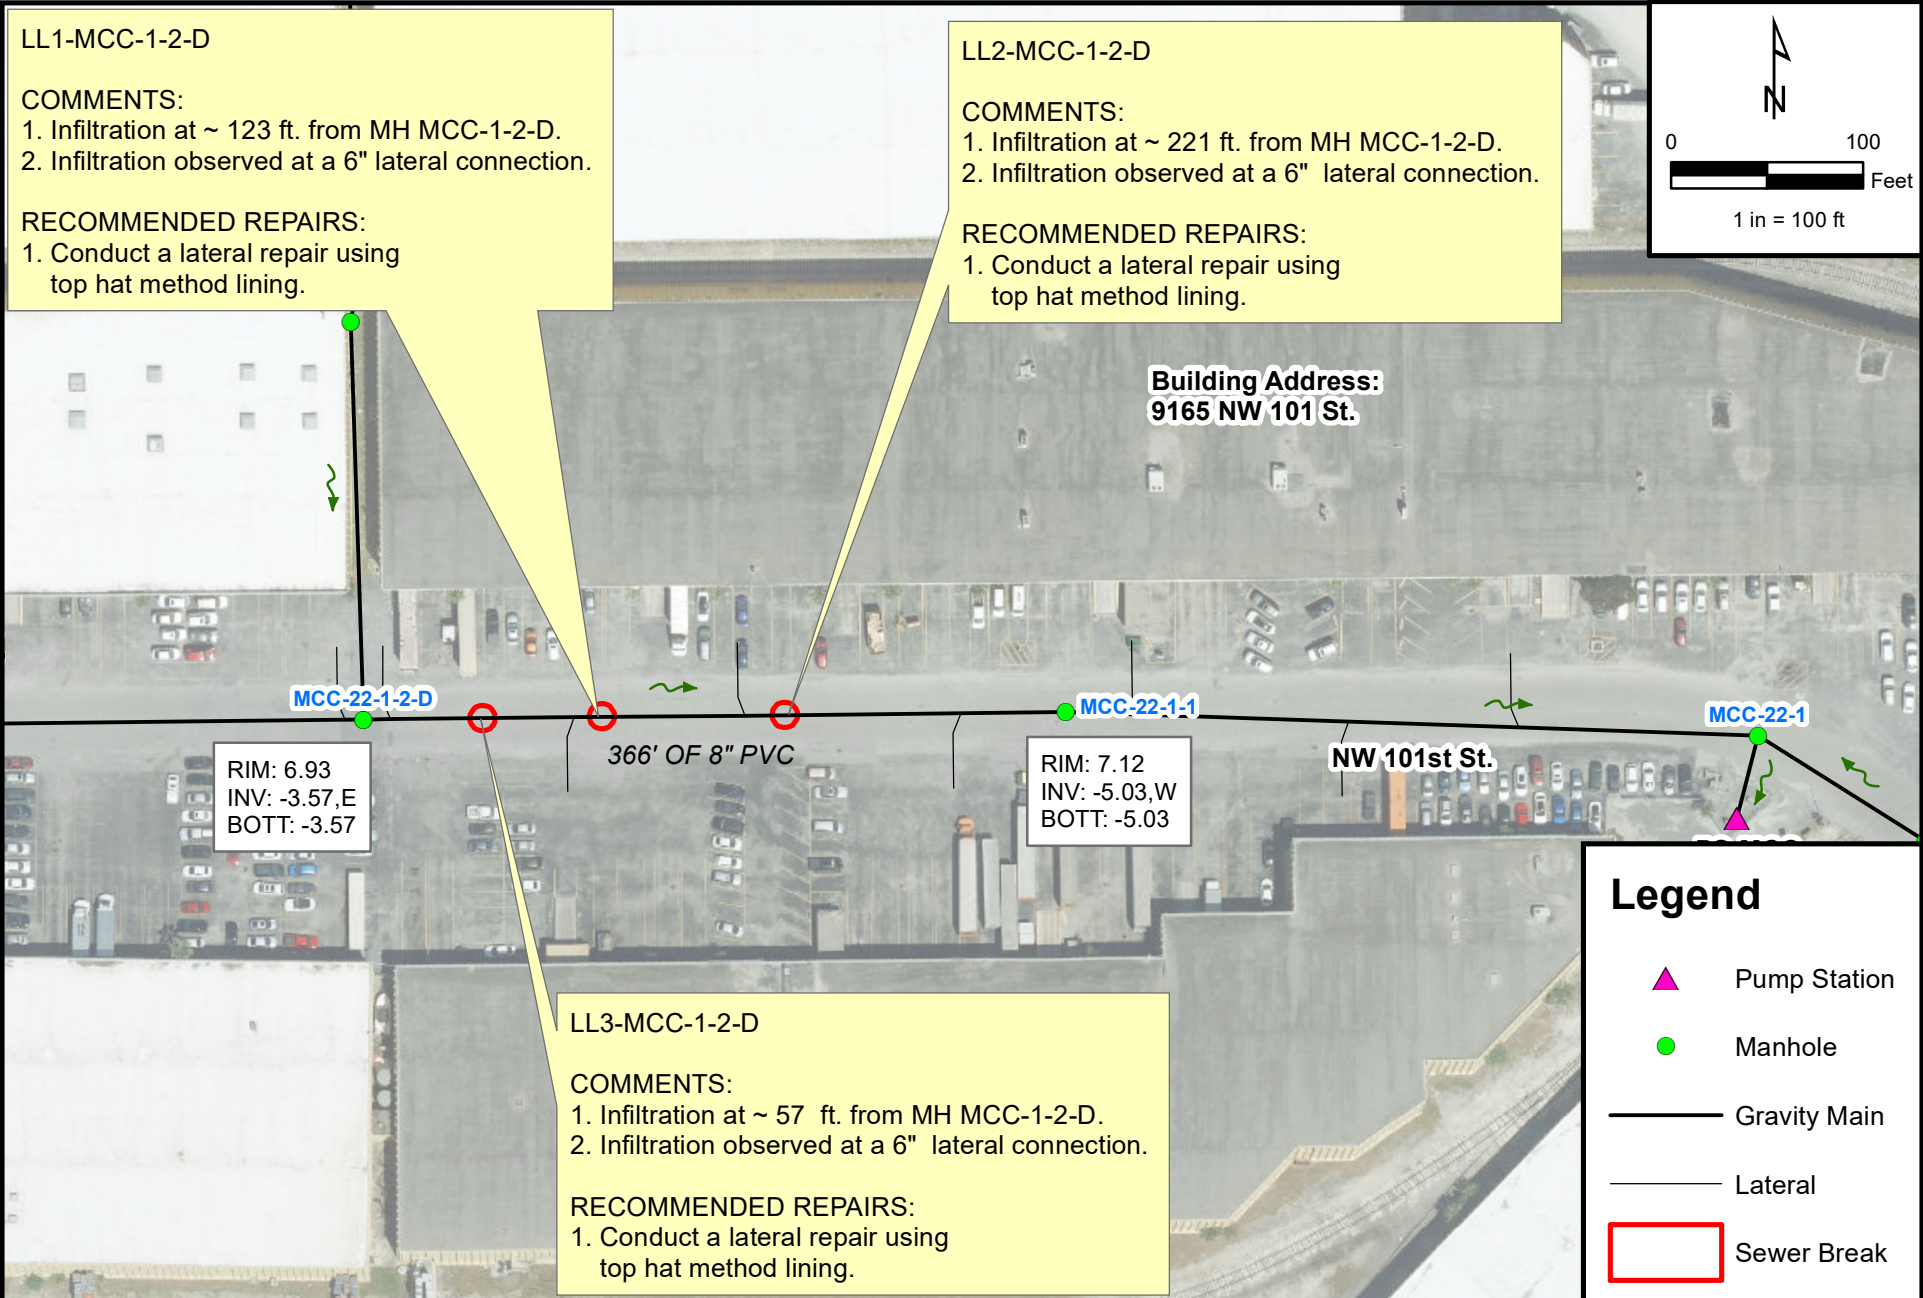 LL1-MCC-1-2-D
COMMENTS:
1. Infiltration at ~ 123 ft. from MH MCC-1-2-D.
2. Infiltration observed at a 6" lateral connection.
RECOMMENDED REPAIRS:
1. Conduct a lateral repair using
top hat method lining.
LL2-MCC-1-2-D
COMMENTS:
1. Infiltration at ~ 221 ft. from MH MCC-1-2-D.
2. Infiltration observed at a 6" lateral connection.
RECOMMENDED REPAIRS:
1. Conduct a lateral repair using
top hat method lining.
N
0 100
Feet
1 in = 100 ft
Building Address:
9165 NW 101 St.
MCC-22-1-2-D
MCC-22-1-1
MCC-22-1
366' OF 8" PVC
NW 101st St.
RIM: 6.93
INV: -3.57,E
BOTT: -3.57
RIM: 7.12
INV: -5.03,W
BOTT: -5.03
LL3-MCC-1-2-D
COMMENTS:
1. Infiltration at ~ 57 ft. from MH MCC-1-2-D.
2. Infiltration observed at a 6" lateral connection.
RECOMMENDED REPAIRS:
1. Conduct a lateral repair using
top hat method lining.
Legend
Pump Station
Manhole
Gravity Main
Lateral
Sewer Break